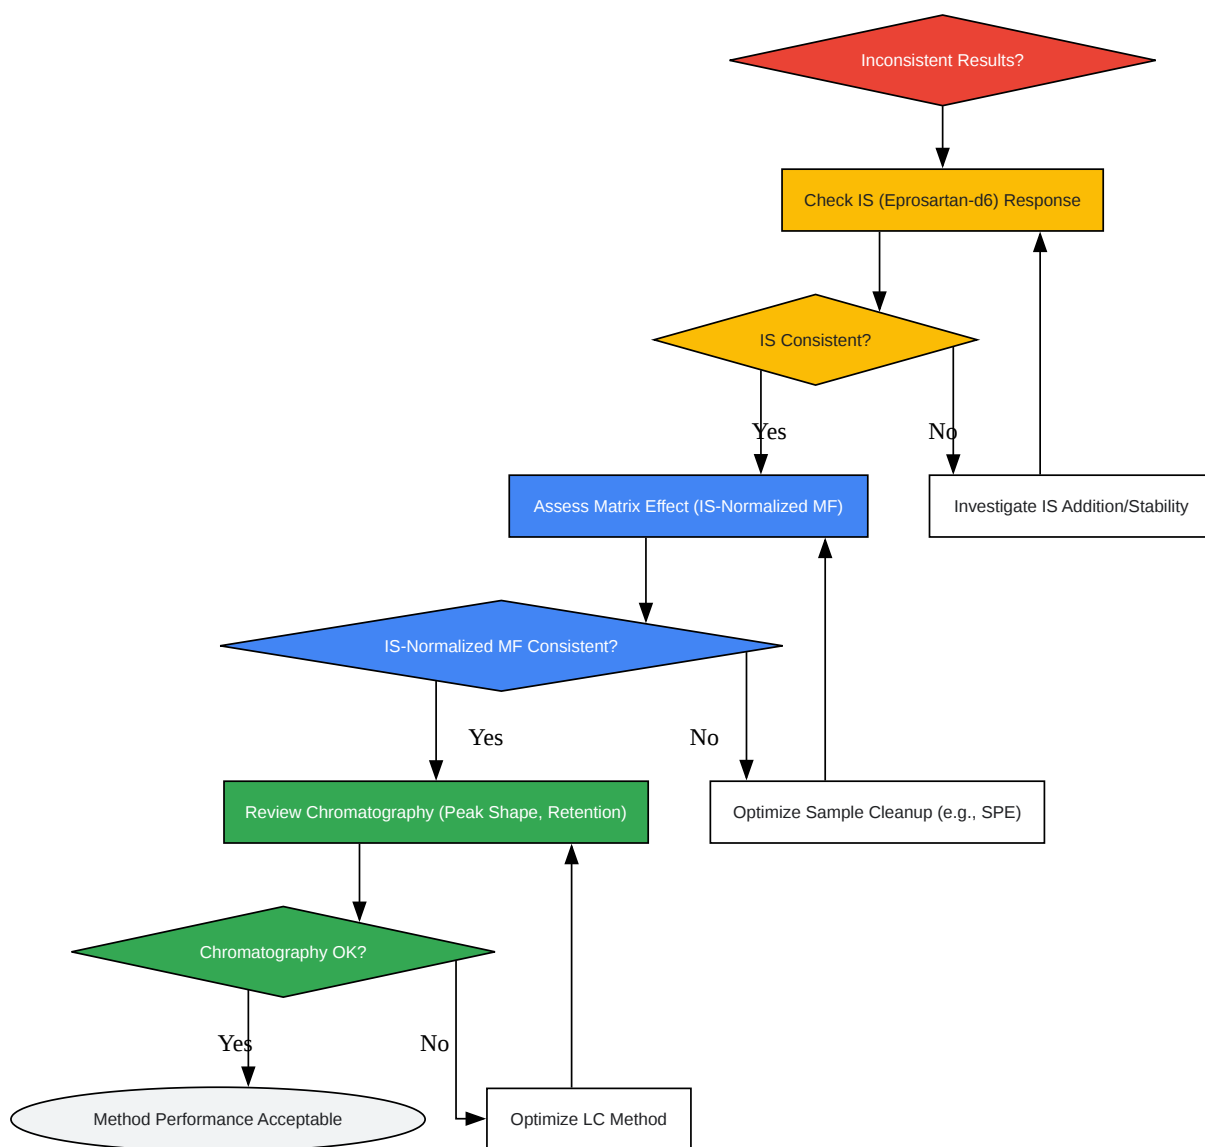 Inconsistent Results?
Check IS (Eprosartan-d6) Response
IS Consistent?
Yes
No
Assess Matrix Effect (IS-Normalized MF)
Investigate IS Addition/Stability
IS-Normalized MF Consistent?
Yes
No
Review Chromatography (Peak Shape, Retention)
Optimize Sample Cleanup (e.g., SPE)
Chromatography OK?
Yes
No
Method Performance Acceptable
Optimize LC Method